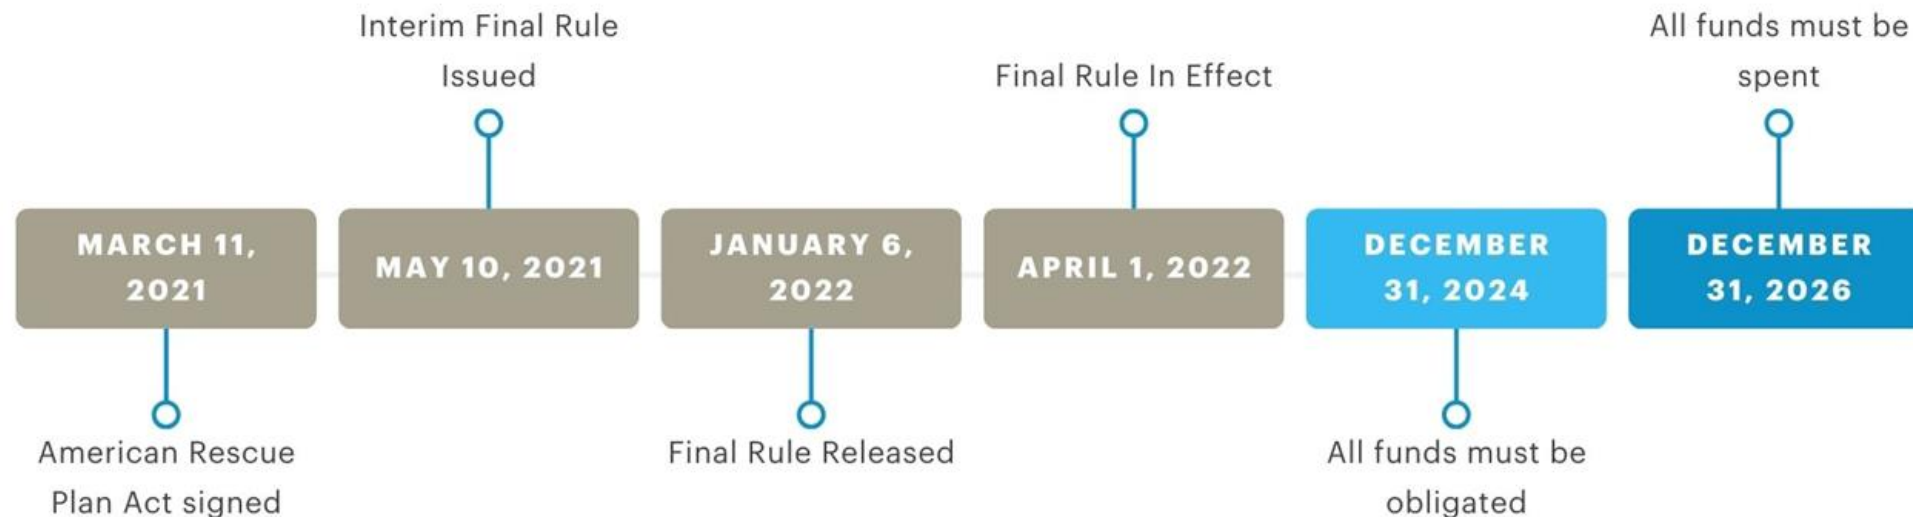 Interim Final Rule
Issued
Final Rule In Effect
All funds must be
spent
MARCH 11,
2021
MAY 10, 2021
JANUARY 6,
2022
APRIL 1, 2022
DECEMBER
31, 2024
DECEMBER
31, 2026
American Rescue
Plan Act signed
Final Rule Released
All funds must be
obligated